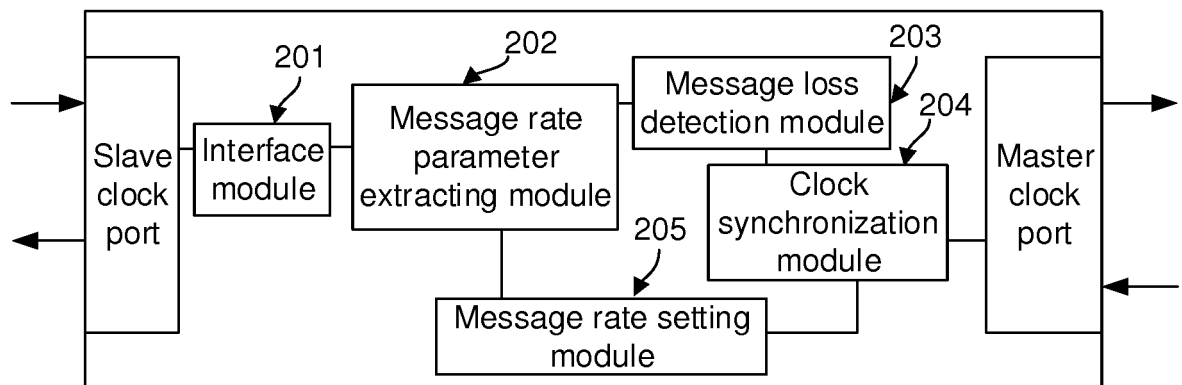 201
202
203
204
205
Slave
clock
port
Interface
module
Message rate
parameter
extracting module
Message loss
detection module
Clock
synchronization
module
Message rate setting
module
Master
clock
port